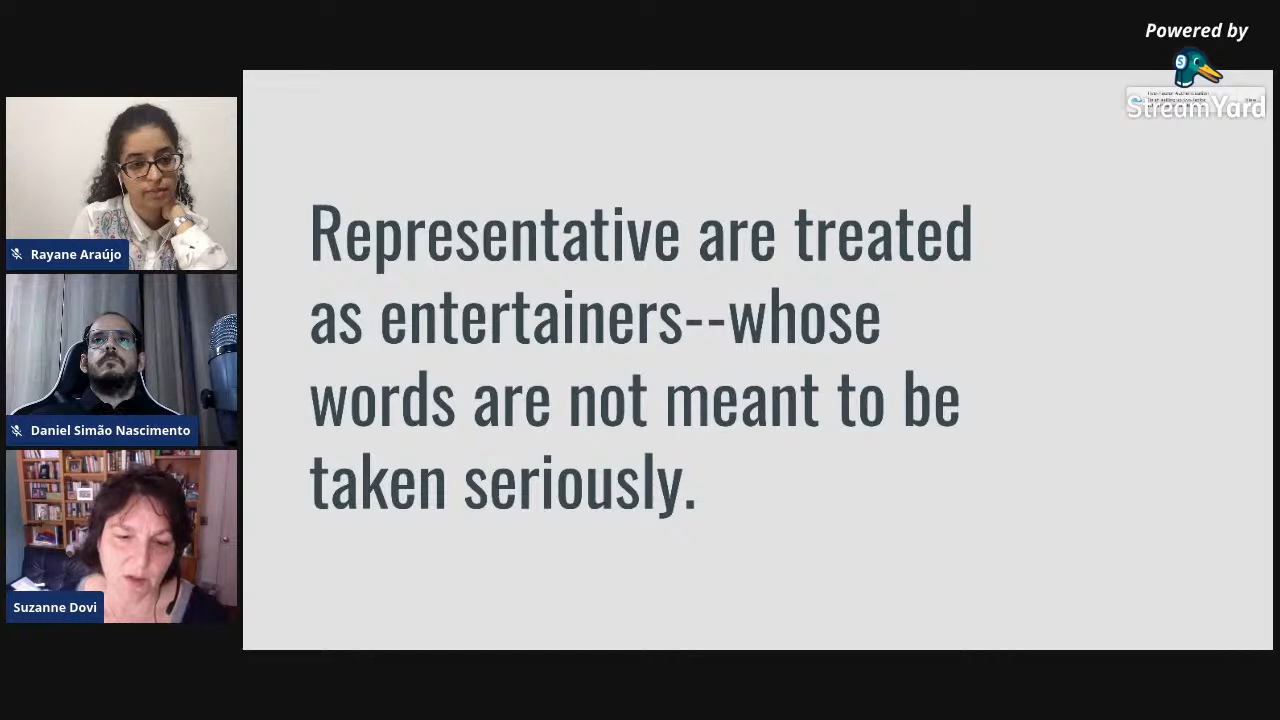 Powered by
StreamYard
Rayane Araújo
Daniel Simão Nascimento
Suzanne Dovi
Representative are treated
as entertainers--whose
words are not meant to be
taken seriously.